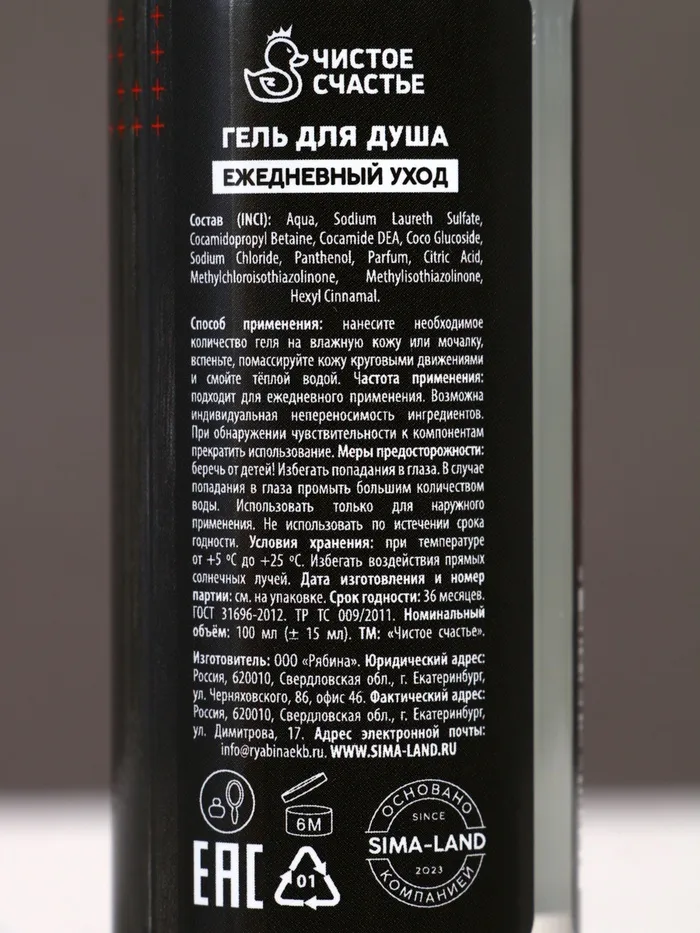 ЧИСТОЕ
СЧАСТЬЕ
ГЕЛЬ ДЛЯ ДУША
ЕЖЕДНЕВНЫЙ УХОД
Состав (INCI): Aqua, Sodium Laureth Sulfate,
Cocamidopropyl Betaine, Cocamide DEA, Coco Glucoside,
Sodium Chloride, Panthenol, Parfum, Citric Acid,
Methylchloroisothiazolinone, Methylisothiazolinone,
Hexyl Cinnamal.
Способ применения: нанесите необходимое
количество геля на влажную кожу или мочалку,
вспеньте, помассируйте кожу круговыми движениями
и смойте тёплой водой. Частота применения:
подходит для ежедневного применения. Возможна
индивидуальная непереносимость ингредиентов.
При обнаружении чувствительности к компонентам
прекратить использование. Меры предосторожности:
беречь от детей! Избегать попадания в глаза. В случае
попадания в глаза промыть большим количеством
воды. Использовать только для наружного
применения. Не использовать по истечении срока
годности. Условия хранения: при температуре
от +5 ºС до +25 ºС. Избегать воздействия прямых
солнечных лучей. Дата изготовления и номер
партии: см. на упаковке. Срок годности: 36 месяцев.
ГОСТ 31696-2012. ТР ТС 009/2011. Номинальный
объём: 100 мл (± 15 мл). ТМ: «Чистое счастье».
Изготовитель: ООО «Рябина». Юридический адрес:
Россия, 620010, Свердловская обл., г. Екатеринбург,
ул. Черняховского, 86, офис 46. Фактический адрес:
Россия, 620010, Свердловская обл., г. Екатеринбург,
ул. Димитрова, 17. Адрес электронной почты:
info@ryabinaekb.ru. WWW.SIMA-LAND.RU
6M
EAC
01
ОСНОВАНО
SINCE
SIMA-LAND
2023
КОМПАНИЕЙ